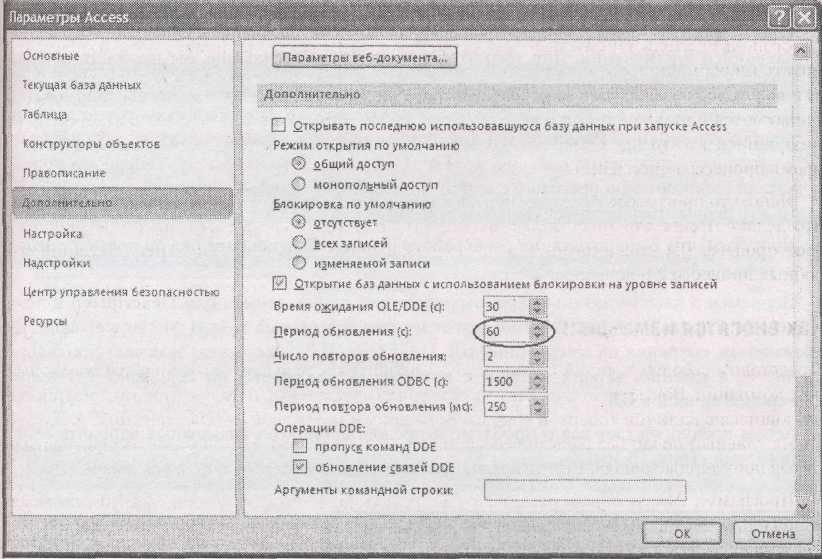 Параметры Access
Основные
Текущая база данных
Таблица
Конструкторы объектов
Правописание
Дополнительно
Настройка
Надстройки
Центр управления безопасностью
Ресурсы
Параметры веб-документа...
Дополнительно
Открывать последнюю использовавшуюся базу данных при запуске Access
Режим открытия по умолчанию
общий доступ
монопольный доступ
Блокировка по умолчанию
отсутствует
всех записей
изменяемой записи
Открытие баз данных с использованием блокировки на уровне записей
Время ожидания OLE/DDE (с): 30
Период обновления (с): 60
Число повторов обновления:
Период обновления ODBC (с): 1500
Период повтора обновления (мс): 250
Операции DDE:
пропуск команд DDE
обновление связей DDE
Аргументы командной строки:
ОК Отмена